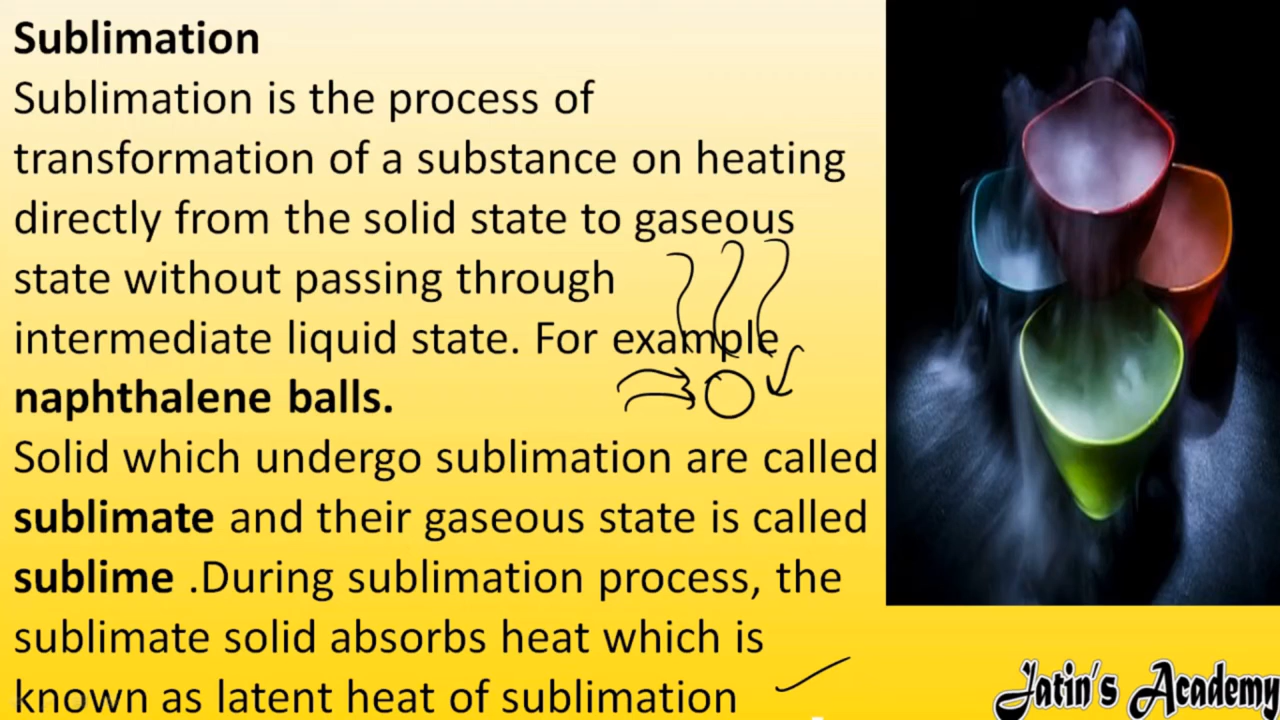 Sublimation
Sublimation is the process of
transformation of a substance on heating
directly from the solid state to gaseous
state without passing through
intermediate liquid state. For example
naphthalene balls.
Solid which undergo sublimation are called
sublimate and their gaseous state is called
sublime .During sublimation process, the
sublimate solid absorbs heat which is
known as latent heat of sublimation
Jatin's Academy